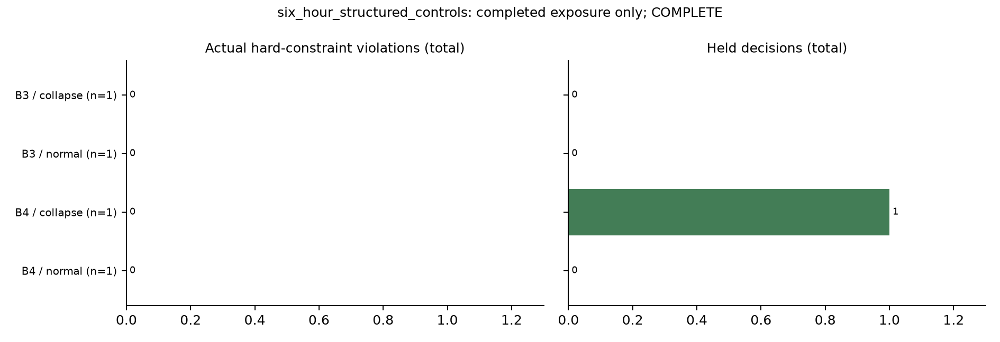 six_hour_structured_controls: completed exposure only; COMPLETE
Actual hard-constraint violations (total)
B3 / collapse (n=1)
0
B3 / normal (n=1)
0
B4 / collapse (n=1)
0
B4 / normal (n=1)
0
0.0 0.2 0.4 0.6 0.8 1.0 1.2
Held decisions (total)
0
0
1
0
0.0 0.2 0.4 0.6 0.8 1.0 1.2